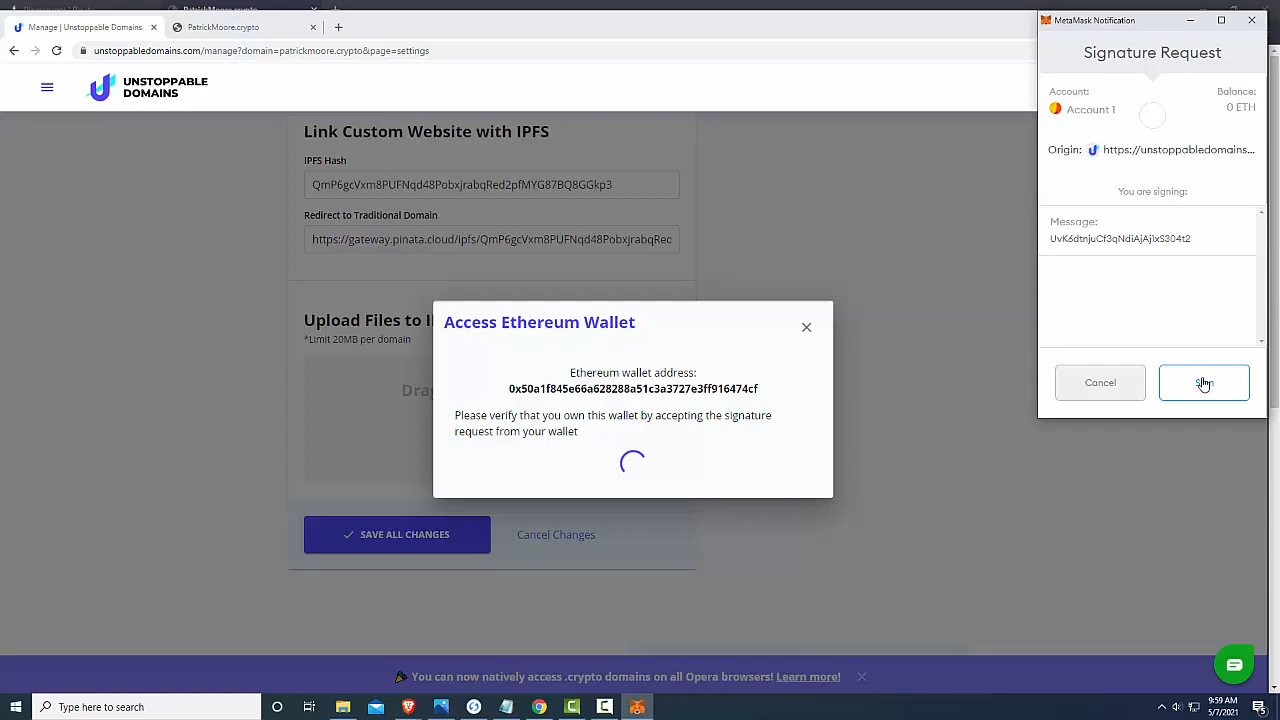 PatrickMoore.crypto
Manage | Unstoppable Domains
PatrickMoore.crypto
unstoppabledomains.com/manage?domain=patrickmoore.crypto&page=settings
UNSTOPPABLE
DOMAINS
Link Custom Website with IPFS
IPFS Hash
QmP6gcVxm8PUFNqd48PobxjrabqRed2pfMYG87BQ8GGkp3
Redirect to Traditional Domain
https://gateway.pinata.cloud/ipfs/QmP6gcVxm8PUFNqd48PobxjrabqRec
Upload Files to I
*Limit 20MB per domain
Drag
Access Ethereum Wallet
Ethereum wallet address:
0x50a1f845e66a628288a51c3a3727e3ff916474cf
Please verify that you own this wallet by accepting the signature
request from your wallet
SAVE ALL CHANGES
Cancel Changes
MetaMask Notification
Signature Request
Account:
Balance:
Account 1
0 ETH
Origin:
https://unstoppabledomains...
You are signing:
Message:
UvK6dtnjuCf3qNdiAjAj1xS304t2
Cancel
You can now natively access .crypto domains on all Opera browsers! Learn more!
Type here to search
9:59 AM
5/7/2021